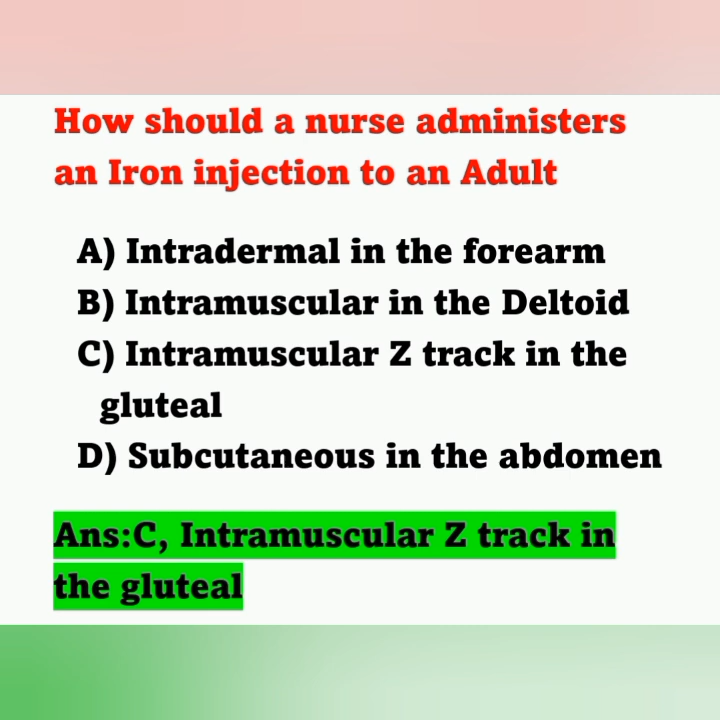 How should a nurse administers
an Iron injection to an Adult
A) Intradermal in the forearm
B) Intramuscular in the Deltoid
C) Intramuscular Z track in the
gluteal
D) Subcutaneous in the abdomen
Ans:C, Intramuscular Z track in
the gluteal